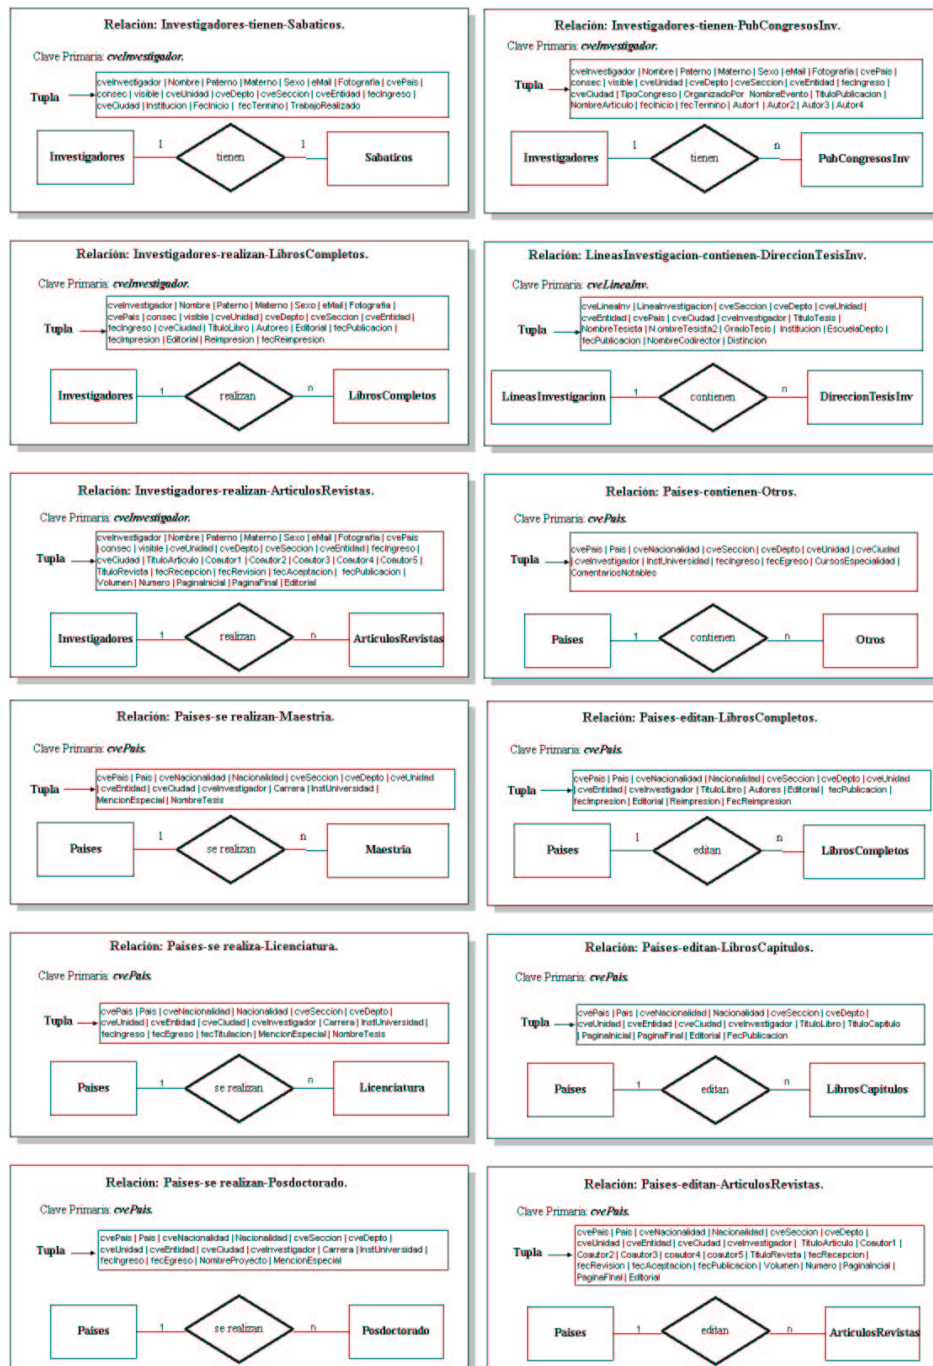 Relación: Investigadores-tienen-Sabaticos.
Clave Primaria: cveInvestigador.
Tupla
cveInvestigador | Nombre | Paterno | Materno | Sexo | eMail | Fotografia | cvePais |
consec | visible | cveUnidad | cveDepto | cveSeccion | cveEntidad | fecIngreso |
cveCiudad | Institucion | FecInicio | fecTermino | TrabajoRealizado
Investigadores 1 tienen 1 Sabaticos
Relación: Investigadores-tienen-PubCongresosInv.
Clave Primaria: cveInvestigador.
Tupla
cveInvestigador | Nombre | Paterno | Materno | Sexo | eMail | Fotografia | cvePais |
consec | visible | cveUnidad | cveDepto | cveSeccion | cveEntidad | fecIngreso |
cveCiudad | TipoCongreso | OrganizadoPor NombreEvento | TituloPublicacion |
NombreArticulo | fecInicio | fecTermino | Autor1 | Autor2 | Autor3 | Autor4
Investigadores 1 tienen n PubCongresosInv
Relación: Investigadores-realizan-LibrosCompletos.
Clave Primaria: cveInvestigador.
Tupla
cveInvestigador | Nombre | Paterno | Materno | Sexo | eMail | Fotografia |
cvePais | consec | visible | cveUnidad | cveDepto | cveSeccion | cveEntidad |
fecIngreso | cveCiudad | TituloLibro | Autores | Editorial | fecPublicacion |
fecImpresion | Editorial | Reimpresion | fecReimpresion
Investigadores 1 realizan n LibrosCompletos
Relación: LineasInvestigacion-contienen-DireccionTesisInv.
Clave Primaria: cveLineaInv.
Tupla
cveLineaInv | LineaInvestigacion | cveSeccion | cveDepto | cveUnidad |
cveEntidad | cvePais | cveCiudad | cveInvestigador | TituloTesis |
NombreTesista | NombreTesista2 | GradoTesis | Institucion | EscuelaDepto |
fecPublicacion | NombreCodirector | Distincion
LineasInvestigacion 1 contienen n DireccionTesisInv
Relación: Investigadores-realizan-ArticulosRevistas.
Clave Primaria: cveInvestigador.
Tupla
cveInvestigador | Nombre | Paterno | Materno | Sexo | eMail | Fotografia | cvePais
| consec | visible | cveUnidad | cveDepto | cveSeccion | cveEntidad | fecIngreso |
cveCiudad | TituloArticulo | Coautor1 | Coautor2 | Coautor3 | Coautor4 | Coautor5 |
TituloRevista | fecRecepcion | fecRevision | fecAceptacion | fecPublicacion |
Volumen | Numero | PaginaInicial | PaginaFinal | Editorial
Investigadores 1 realizan n ArticulosRevistas
Relación: Paises-contienen-Otros.
Clave Primaria: cvePais.
Tupla
cvePais | Pais | cveNacionalidad | cveSeccion | cveDepto | cveUnidad | cveCiudad
| cveInvestigador | InstUniversidad | fecIngreso | fecEgreso | CursosEspecialidad |
ComentariosNotables
Paises 1 contienen n Otros
Relación: Paises-se realizan-Maestria.
Clave Primaria: cvePais.
Tupla
cvePais | Pais | cveNacionalidad | Nacionalidad | cveSeccion | cveDepto | cveUnidad
| cveEntidad | cveCiudad | cveInvestigador | Carrera | InstUniversidad |
MencionEspecial | NombreTesis
Paises 1 se realizan n Maestria
Relación: Paises-editan-LibrosCompletos.
Clave Primaria: cvePais.
Tupla
cvePais | Pais | cveNacionalidad | Nacionalidad | cveSeccion | cveDepto | cveUnidad
| cveEntidad | cveInvestigador | TituloLibro | Autores | Editorial | fecPublicacion |
fecImpresion | Editorial | Reimpresion | FecReimpresion
Paises 1 editan n LibrosCompletos
Relación: Paises-se realiza-Licenciatura.
Clave Primaria: cvePais.
Tupla
cvePais | Pais | cveNacionalidad | Nacionalidad | cveSeccion | cveDepto |
cveUnidad | cveEntidad | cveCiudad | cveInvestigador | Carrera | InstUniversidad |
fecIngreso | fecEgreso | fecTitulacion | MencionEspecial | NombreTesis
Paises 1 se realizan n Licenciatura
Relación: Paises-editan-LibrosCapitulos.
Clave Primaria: cvePais.
Tupla
cvePais | Pais | cveNacionalidad | Nacionalidad | cveSeccion | cveDepto |
cveUnidad | cveEntidad | cveCiudad | cveInvestigador | TituloLibro | TituloCapitulo
| PaginaInicial | PaginaFinal | Editorial | FecPublicacion
Paises 1 editan n LibrosCapitulos
Relación: Paises-se realizan-Posdoctorado.
Clave Primaria: cvePais.
Tupla
cvePais | Pais | cveNacionalidad | Nacionalidad | cveSeccion | cveDepto |
cveUnidad | cveEntidad | cveCiudad | cveInvestigador | Carrera | InstUniversidad |
fecIngreso | fecEgreso | NombreProyecto | MencionEspecial
Paises 1 se realizan n Posdoctorado
Relación: Paises-editan-ArticulosRevistas.
Clave Primaria: cvePais.
Tupla
cvePais | Pais | cveNacionalidad | Nacionalidad | cveSeccion | cveDepto |
cveUnidad | cveEntidad | cveCiudad | cveInvestigador | TituloArticulo | Coautor1 |
Coautor2 | Coautor3 | coautor4 | coautor5 | TituloRevista | fecRecepcion |
fecRevision | fecAceptacion | fecPublicacion | Volumen | Numero | PaginaIncial |
PaginaFinal | Editorial
Paises 1 editan n ArticulosRevistas